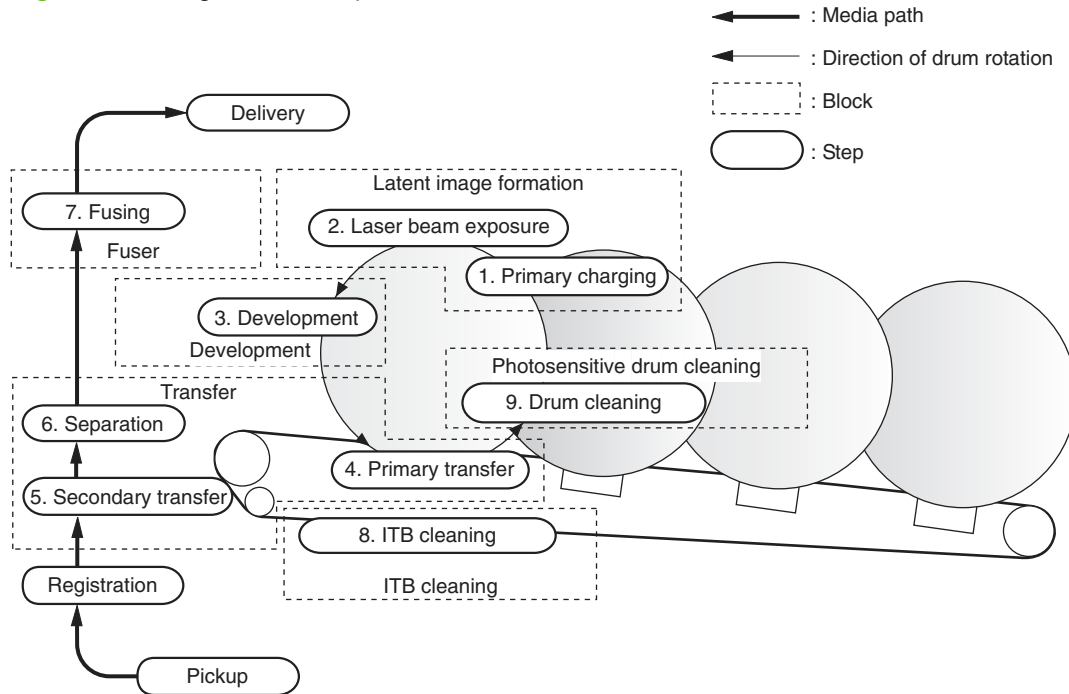 : Media path
: Direction of drum rotation
: Block
: Step
Delivery
Latent image formation
7. Fusing
2. Laser beam exposure
Fuser
1. Primary charging
3. Development
Development
Photosensitive drum cleaning
Transfer
9. Drum cleaning
6. Separation
4. Primary transfer
5. Secondary transfer
8. ITB cleaning
Registration
ITB cleaning
Pickup